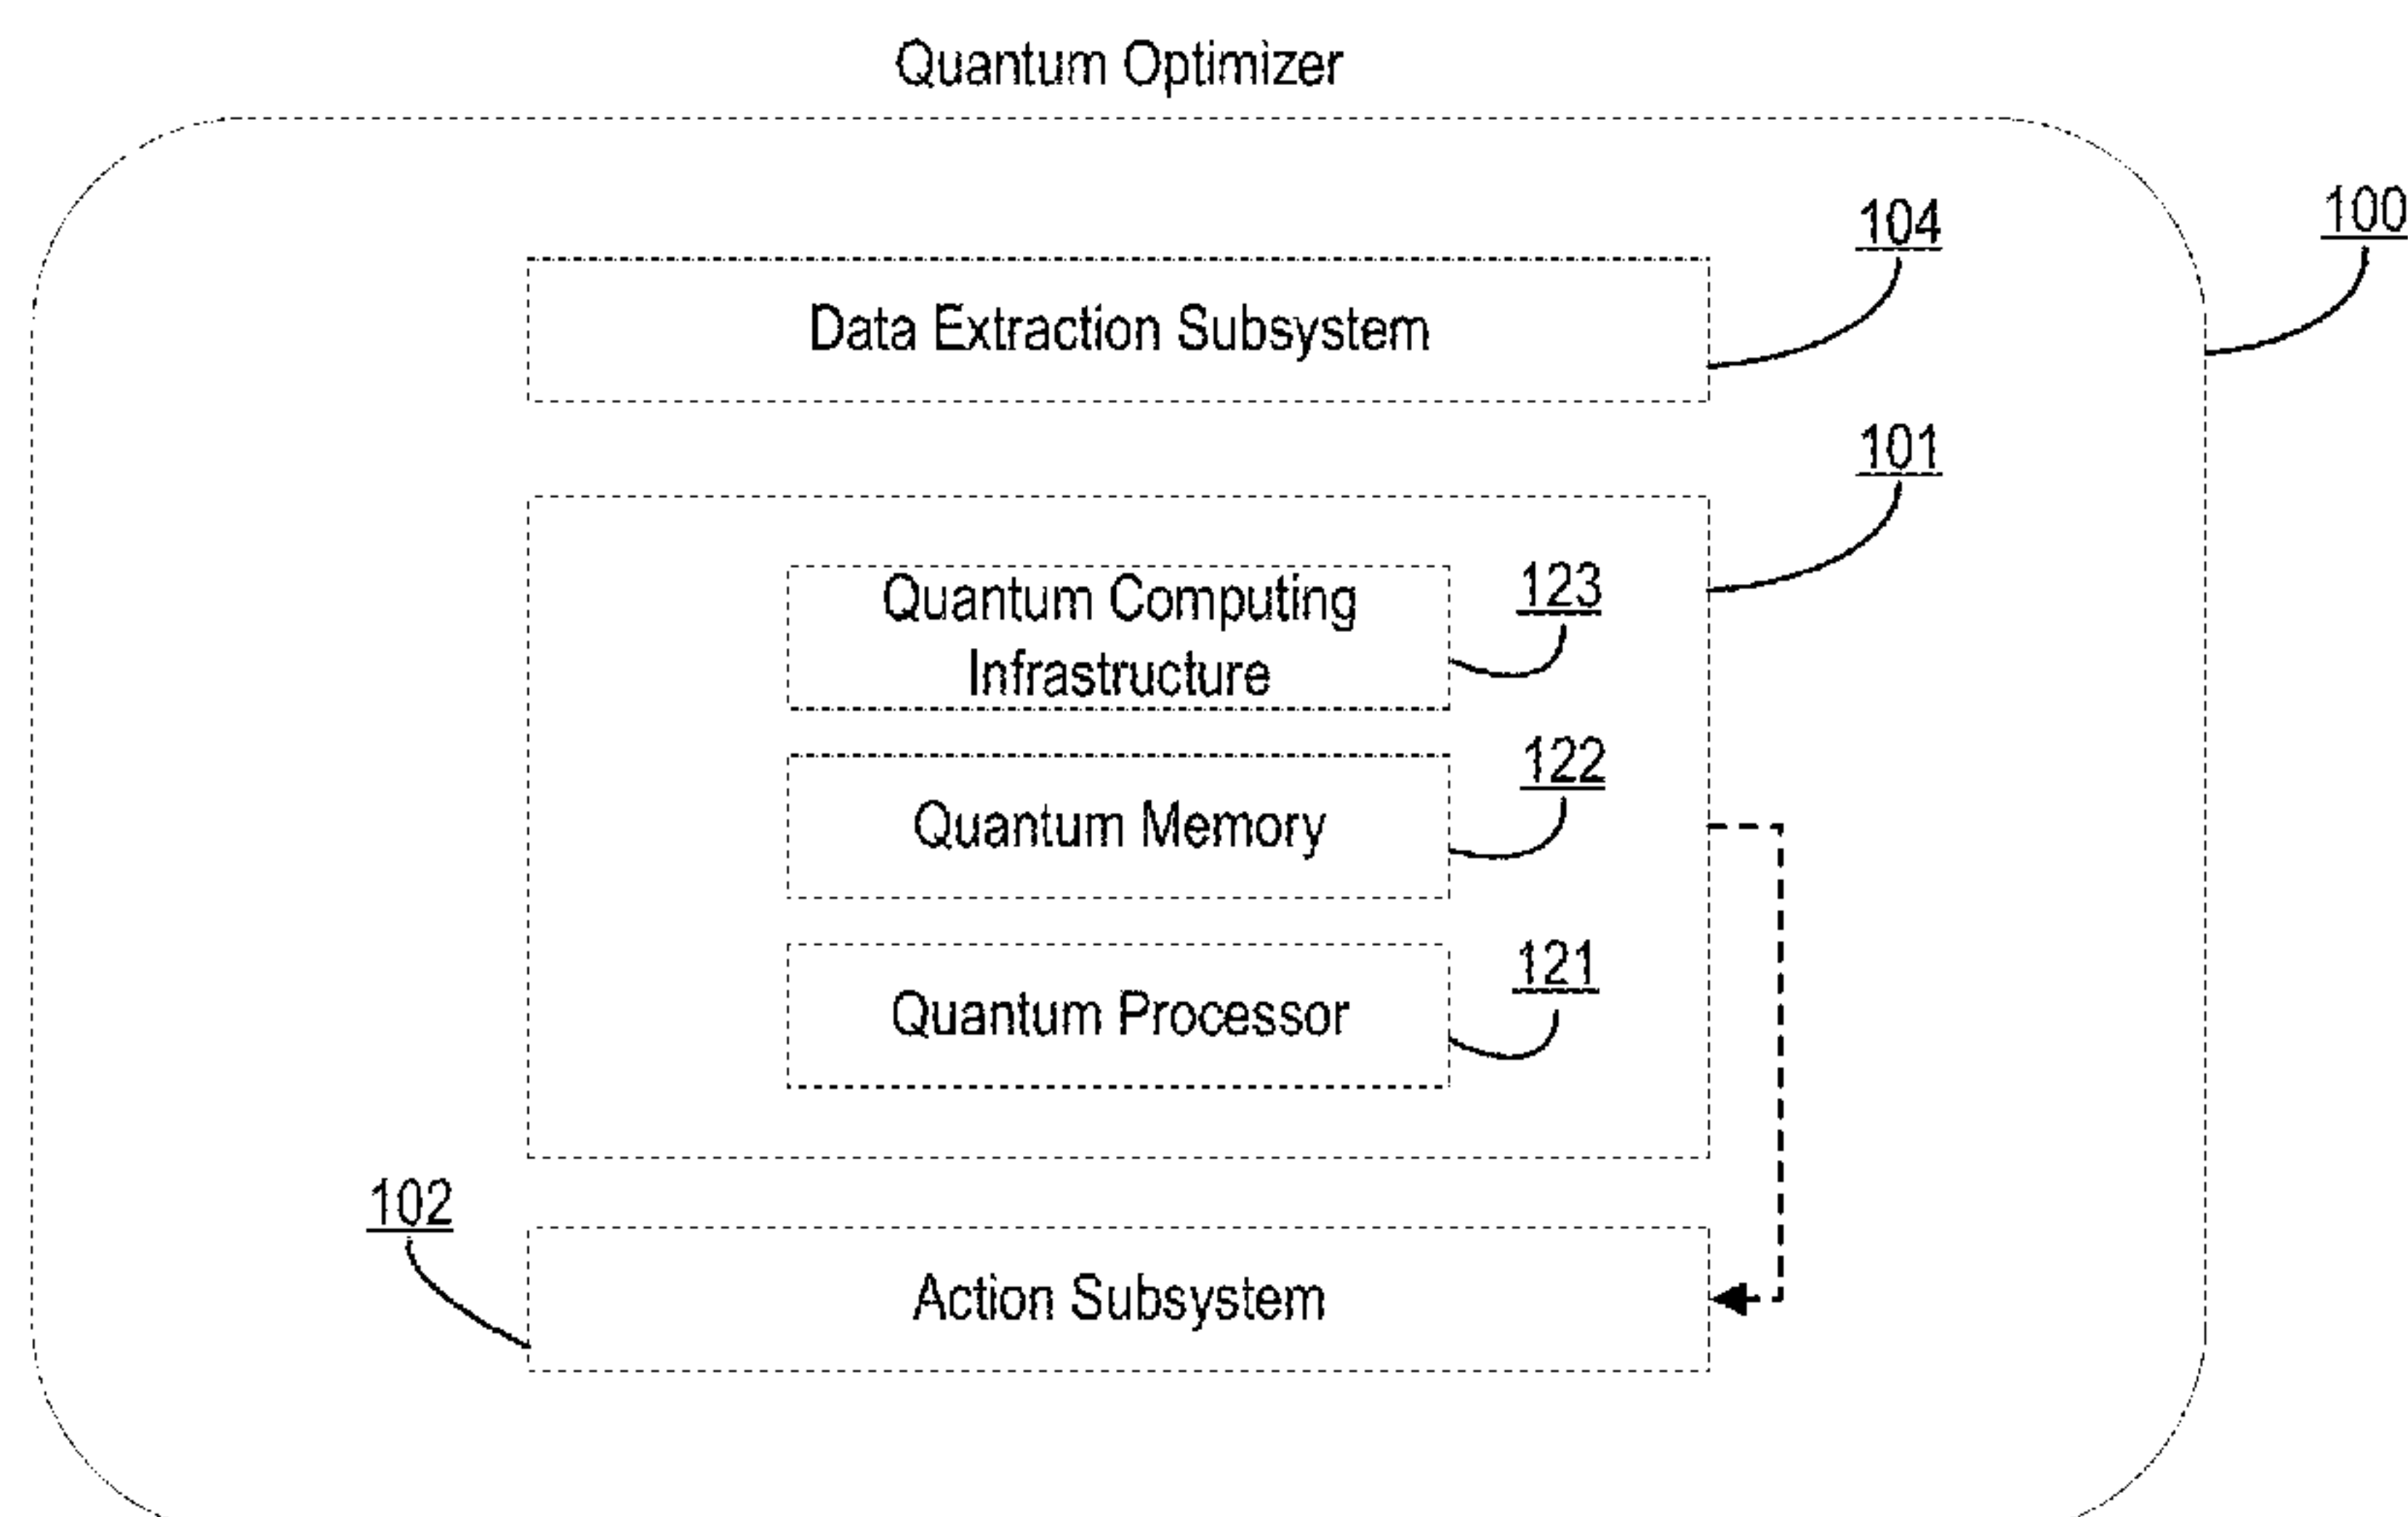 Quantum Optimizer
100
104
Data Extraction Subsystem
101
123
Quantum Computing
Infrastructure
122
Quantum Memory
121
Quantum Processor
102
Action Subsystem